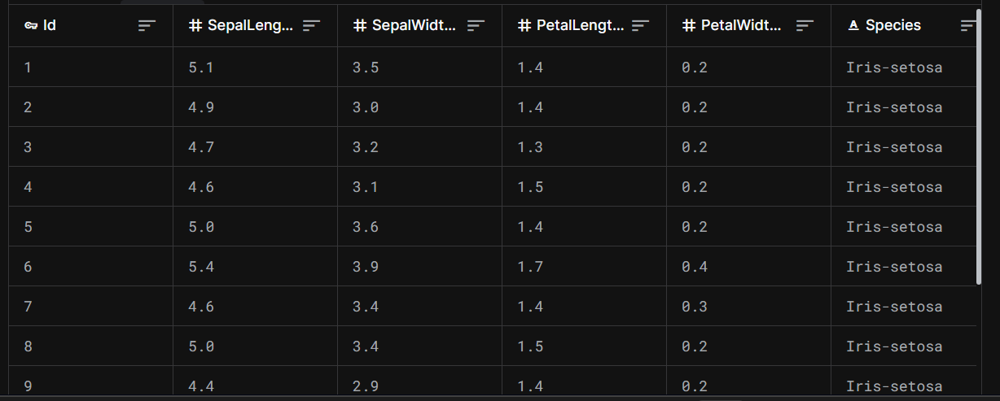 Id SepalLeng... SepalWidt... PetalLengt... PetalWidt... Species
1 5.1 3.5 1.4 0.2 Iris-setosa
2 4.9 3.0 1.4 0.2 Iris-setosa
3 4.7 3.2 1.3 0.2 Iris-setosa
4 4.6 3.1 1.5 0.2 Iris-setosa
5 5.0 3.6 1.4 0.2 Iris-setosa
6 5.4 3.9 1.7 0.4 Iris-setosa
7 4.6 3.4 1.4 0.3 Iris-setosa
8 5.0 3.4 1.5 0.2 Iris-setosa
9 4.4 2.9 1.4 0.2 Iris-setosa